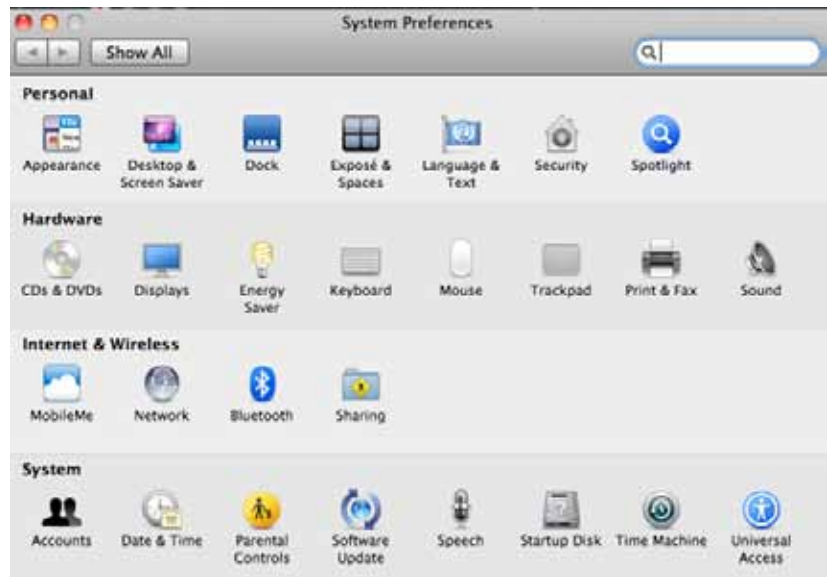 System Preferences
Show All
Personal
Appearance
Desktop & Screen Saver
Dock
Exposé & Spaces
Language & Text
Security
Spotlight
Hardware
CDs & DVDs
Displays
Energy Saver
Keyboard
Mouse
Trackpad
Print & Fax
Sound
Internet & Wireless
MobileMe
Network
Bluetooth
Sharing
System
Accounts
Date & Time
Parental Controls
Software Update
Speech
Startup Disk
Time Machine
Universal Access